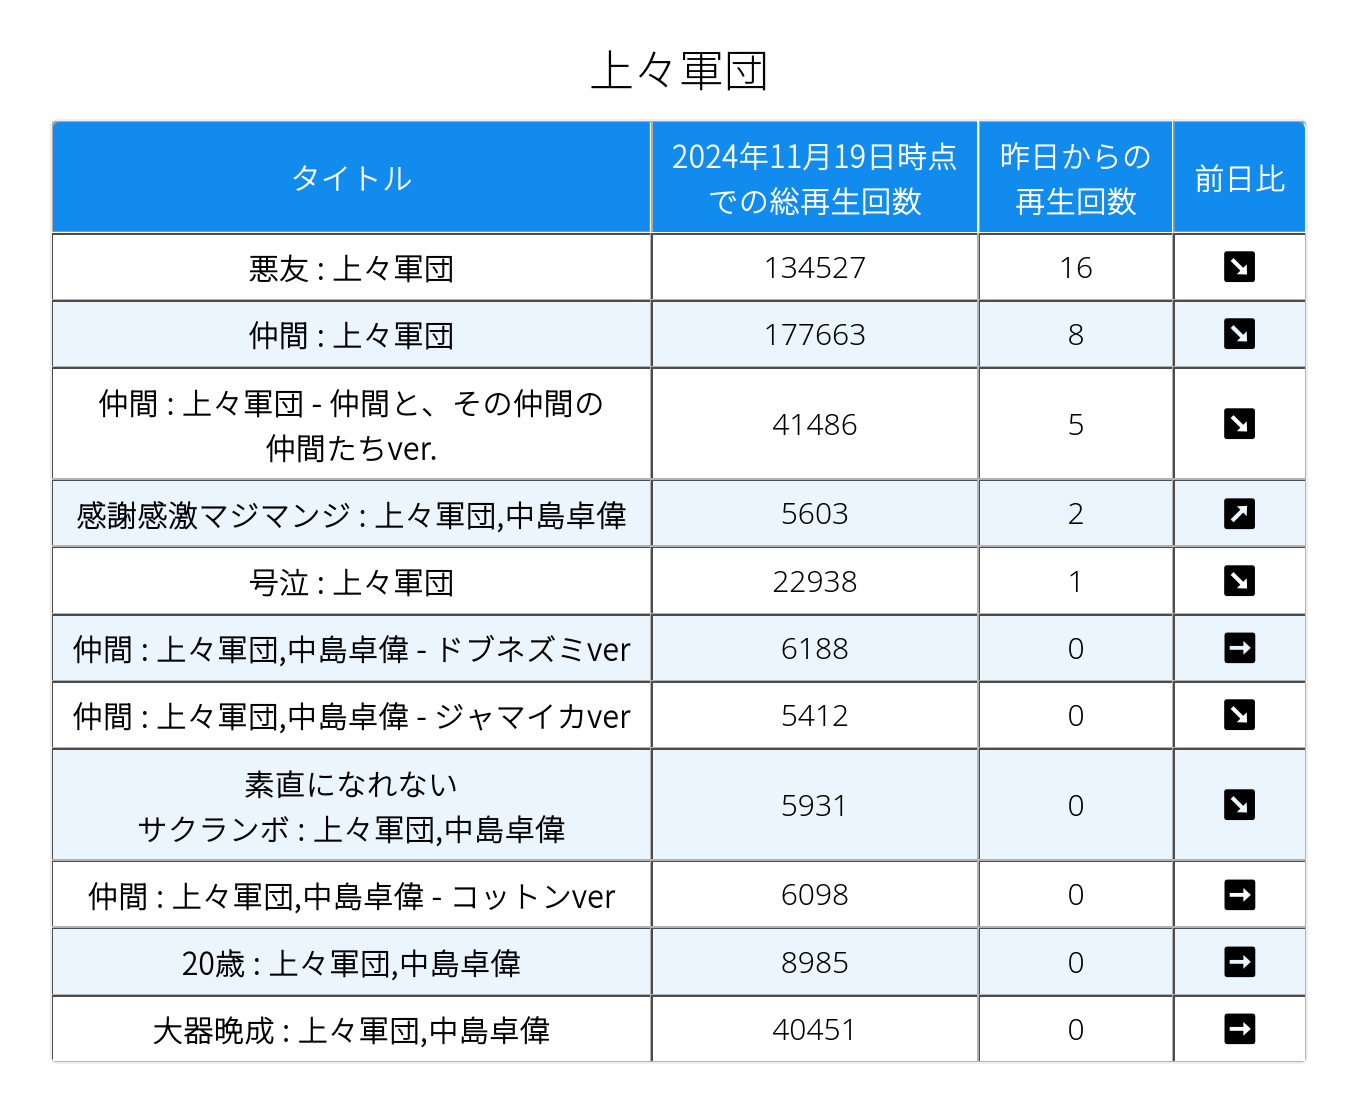 上々軍団
タイトル
2024年11月19日時点
での総再生回数
昨日からの
再生回数
前日比
悪友 : 上々軍団 134527 16
仲間 : 上々軍団 177663 8
仲間 : 上々軍団 - 仲間と、その仲間の
仲間たちver.
41486 5
感謝感激マジマンジ : 上々軍団,中島卓偉 5603 2
号泣 : 上々軍団 22938 1
仲間 : 上々軍団,中島卓偉 - ドブネズミver 6188 0
仲間 : 上々軍団,中島卓偉 - ジャマイカver 5412 0
素直になれない
サクランボ : 上々軍団,中島卓偉
5931 0
仲間 : 上々軍団,中島卓偉 - コットンver 6098 0
20歳 : 上々軍団,中島卓偉 8985 0
大器晩成 : 上々軍団,中島卓偉 40451 0